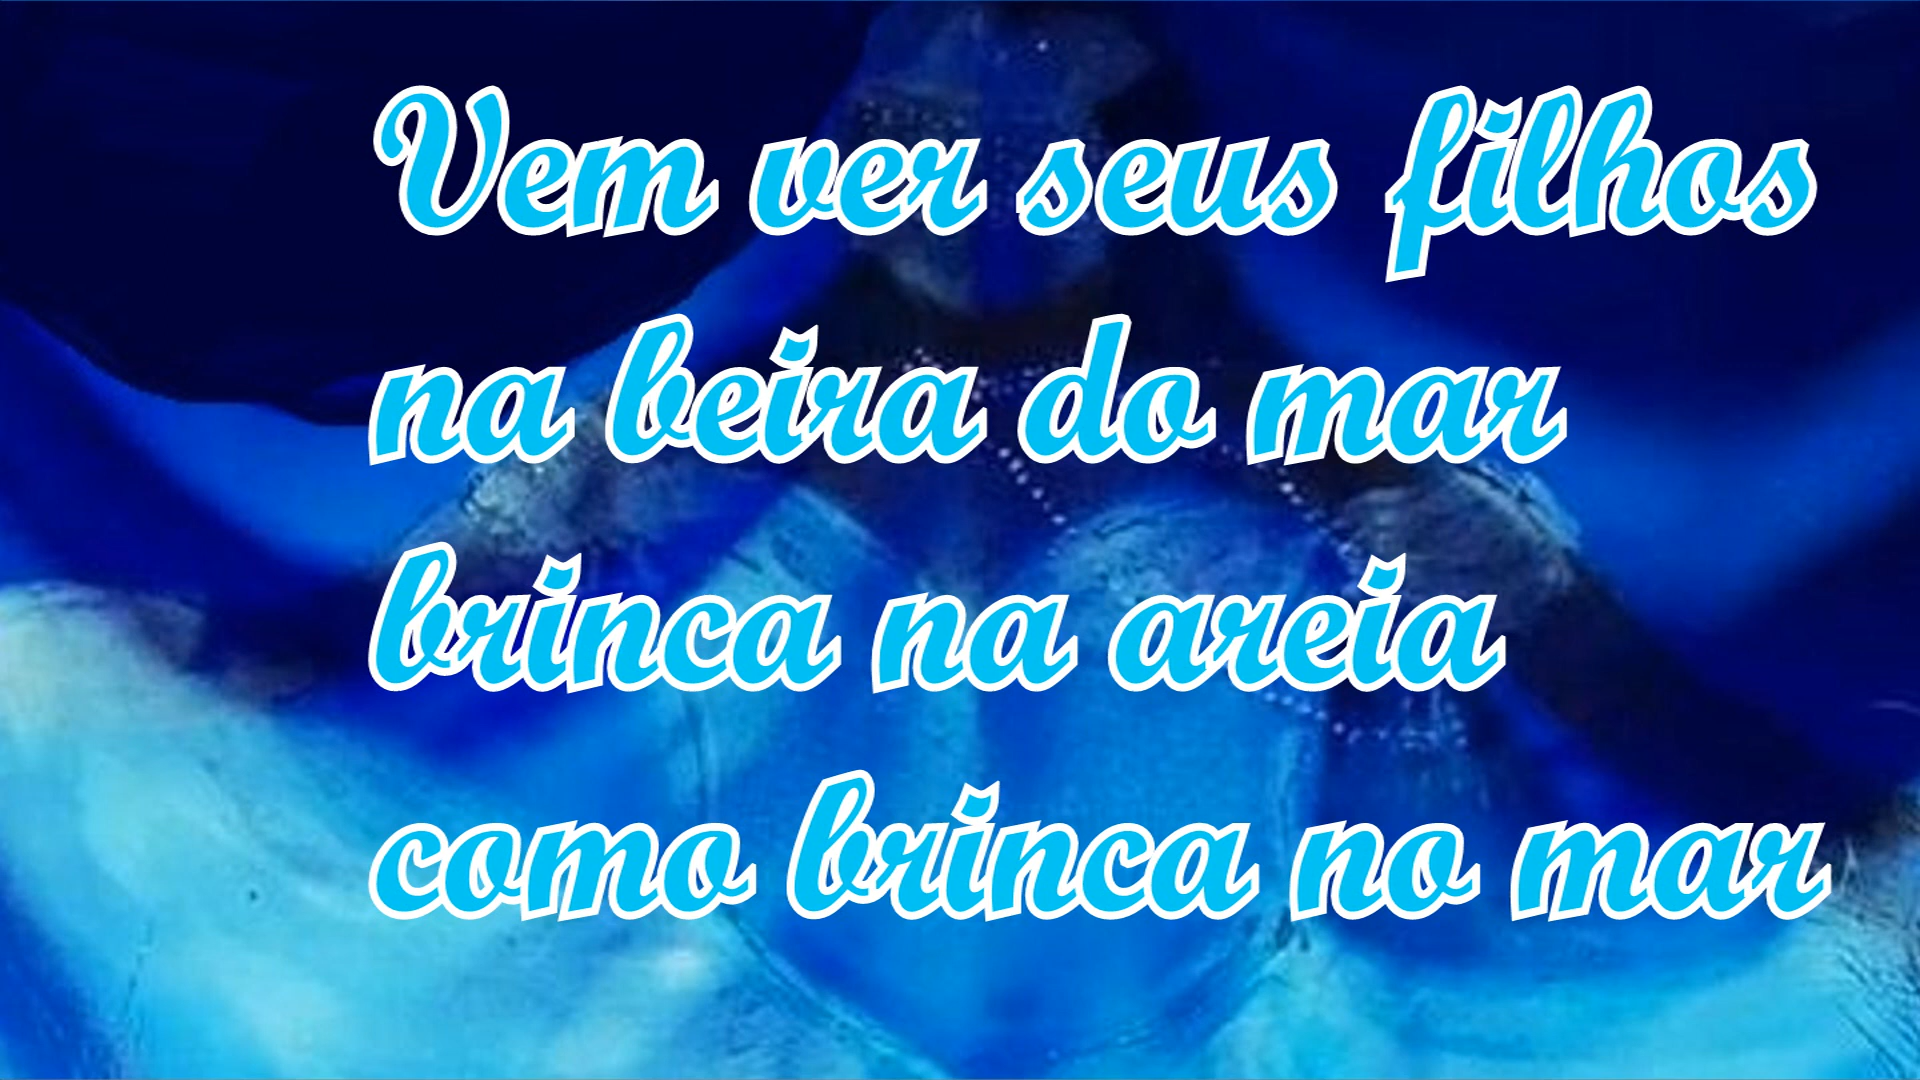 Vem ver seus filhos
na beira do mar
brinca na areia
como brinca no mar